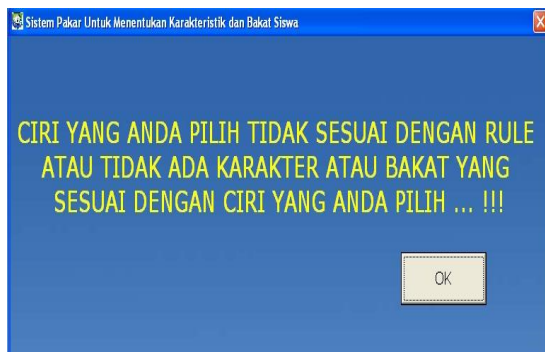 Sistem Pakar Untuk Menentukan Karakteristik dan Bakat Siswa
CIRI YANG ANDA PILIH TIDAK SESUAI DENGAN RULE
ATAU TIDAK ADA KARAKTER ATAU BAKAT YANG
SESUAI DENGAN CIRI YANG ANDA PILIH ... !!!
OK